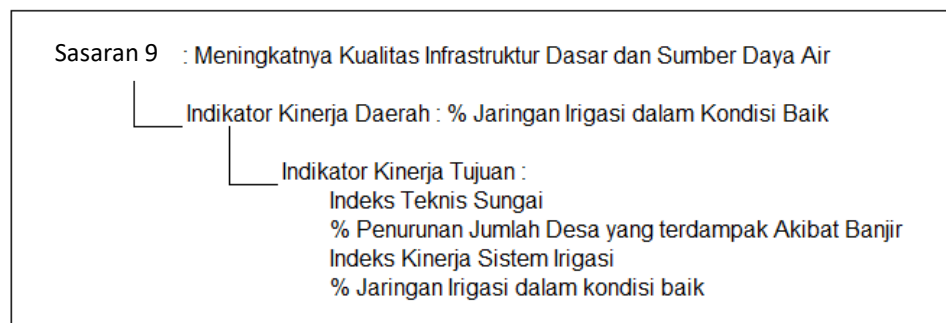 Sasaran 9 : Meningkatnya Kualitas Infrastruktur Dasar dan Sumber Daya Air
Indikator Kinerja Daerah : % Jaringan Irigasi dalam Kondisi Baik
Indikator Kinerja Tujuan :
Indeks Teknis Sungai
% Penurunan Jumlah Desa yang terdampak Akibat Banjir
Indeks Kinerja Sistem Irigasi
% Jaringan Irigasi dalam kondisi baik